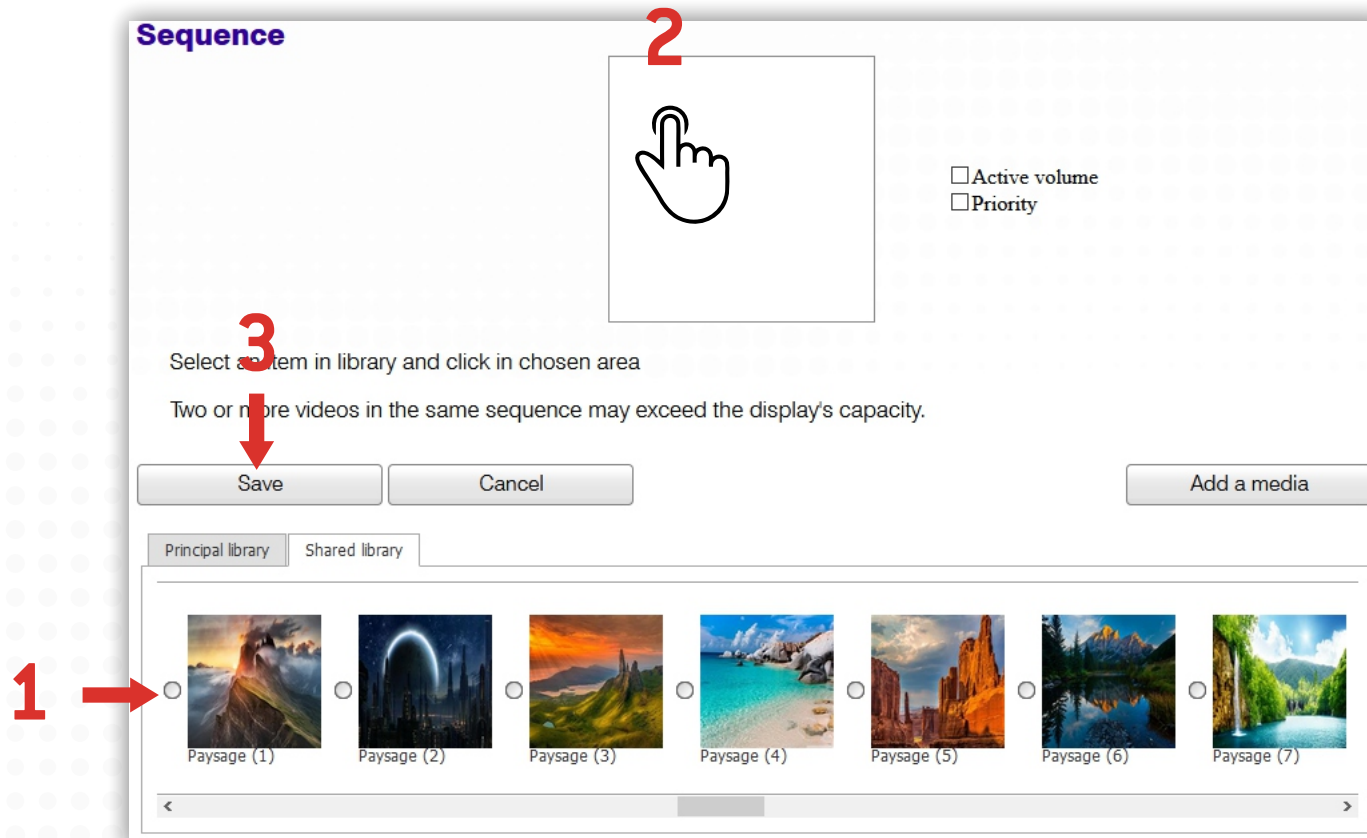 Sequence
2
Active volume
Priority
3
Select an item in library and click in chosen area
Two or more videos in the same sequence may exceed the display's capacity.
Save
Cancel
Add a media
Principal library
Shared library
1
Paysage (1)
Paysage (2)
Paysage (3)
Paysage (4)
Paysage (5)
Paysage (6)
Paysage (7)